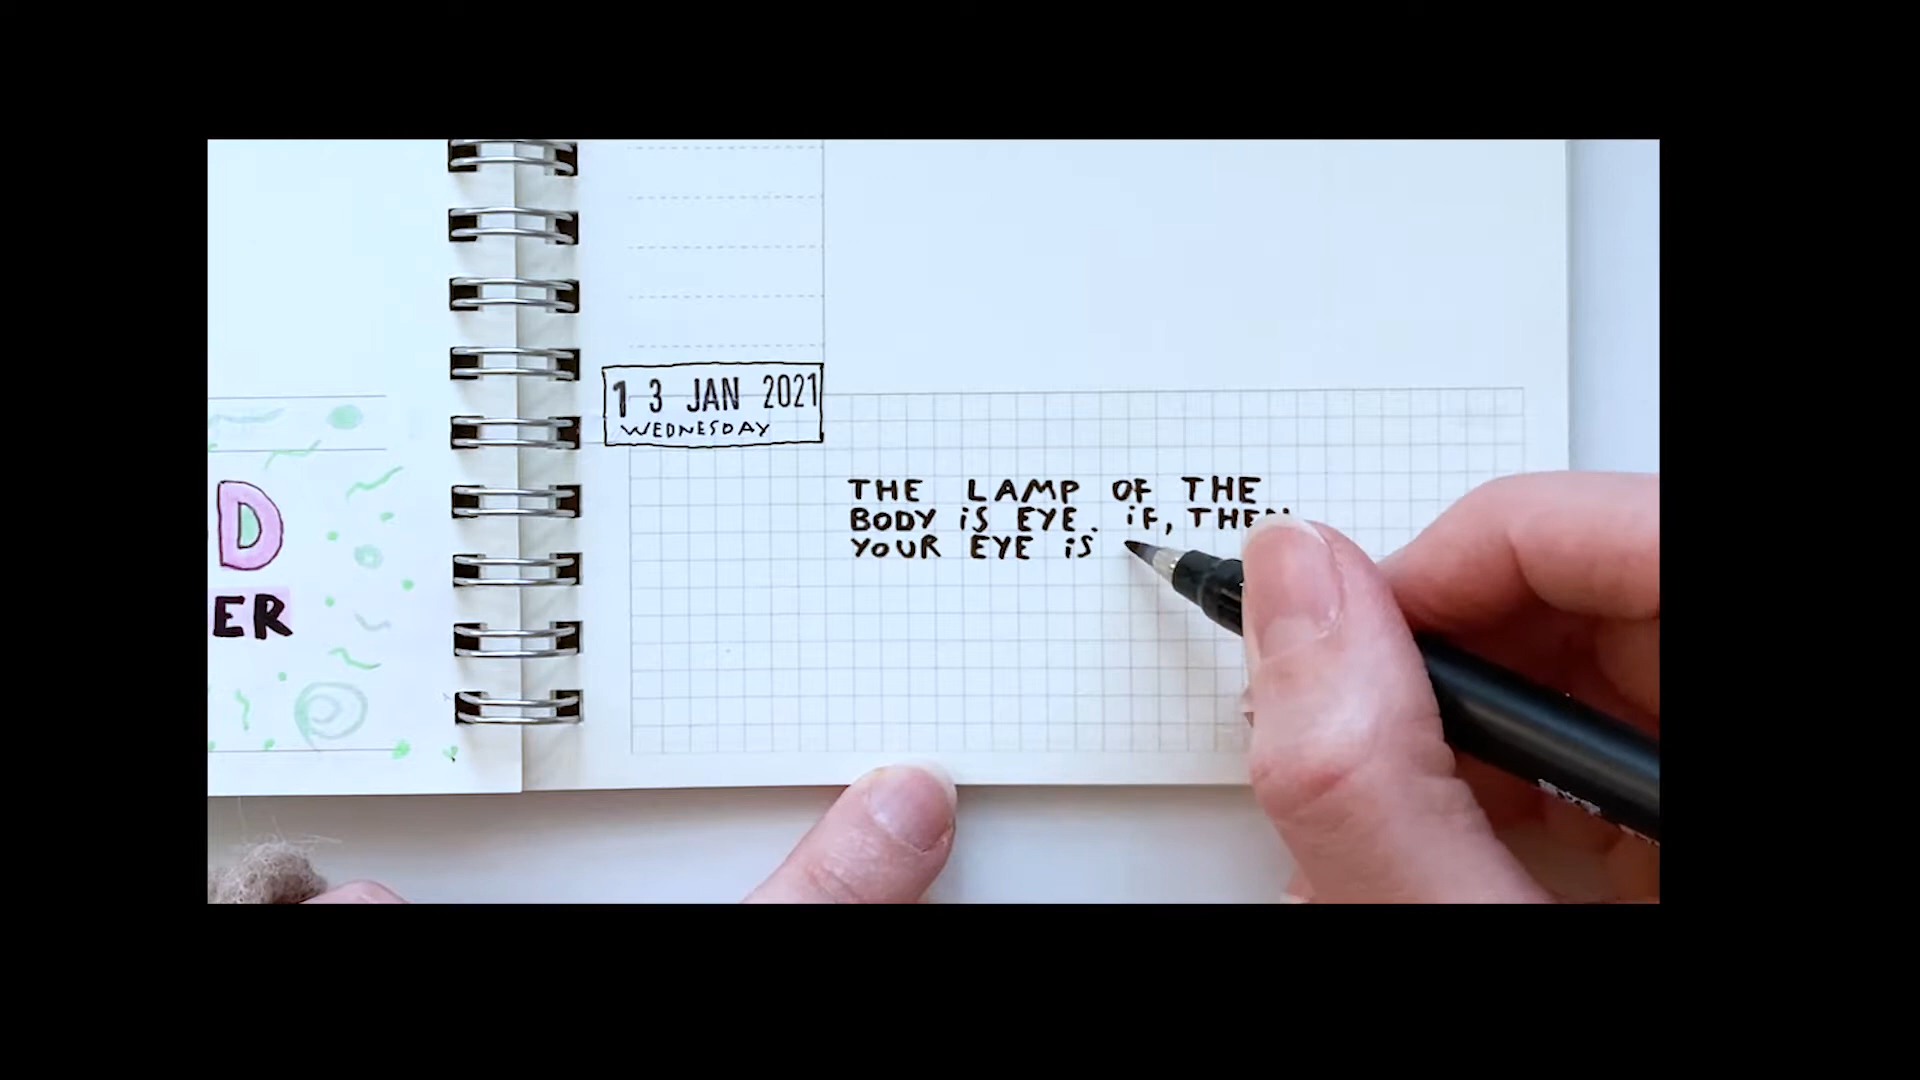 D
ER
13 JAN 2021
WEDNESDAY
THE LAMP OF THE
BODY iS EYE. iF, THEN
YOUR EYE iS